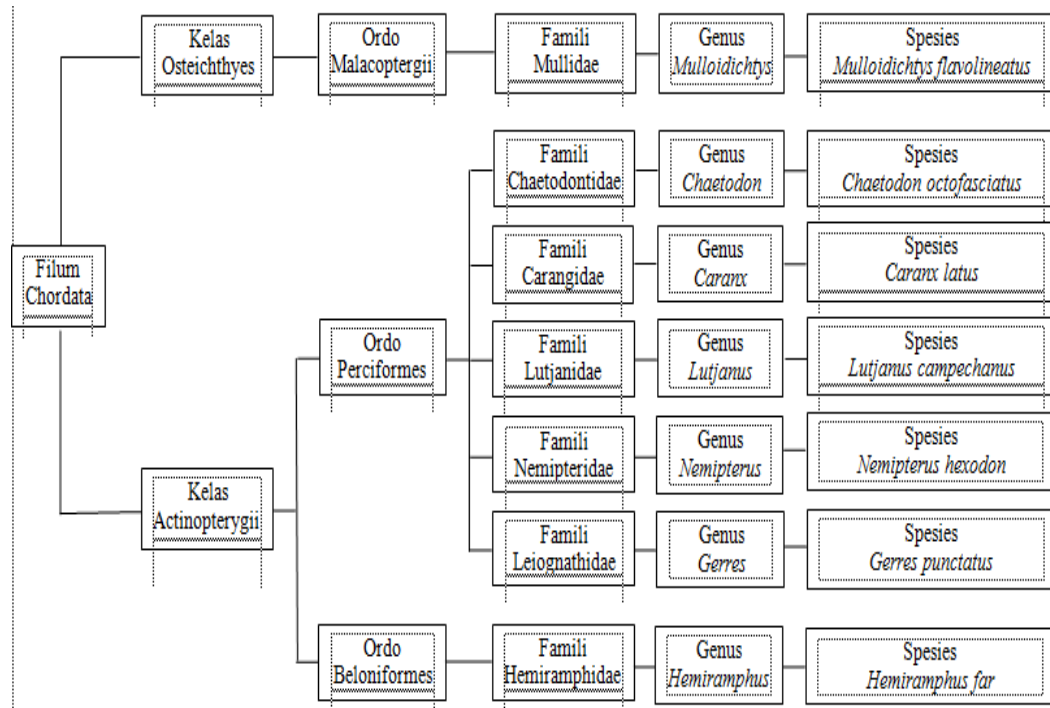 Kelas
Osteichthyes
Ordo
Malacoptergii
Famili
Mullidae
Genus
Mulloidichtys
Spesies
Mulloidichtys flavolineatus
Famili
Chaetodontidae
Genus
Chaetodon
Spesies
Chaetodon octofasciatus
Filum
Chordata
Famili
Carangidae
Genus
Caranx
Spesies
Caranx latus
Ordo
Perciformes
Famili
Lutjanidae
Genus
Lutjanus
Spesies
Lutjanus campechanus
Famili
Nemipteridae
Genus
Nemipterus
Spesies
Nemipterus hexodon
Kelas
Actinopterygii
Famili
Leiognathidae
Genus
Gerres
Spesies
Gerres punctatus
Ordo
Beloniformes
Famili
Hemiramphidae
Genus
Hemiramphus
Spesies
Hemiramphus far